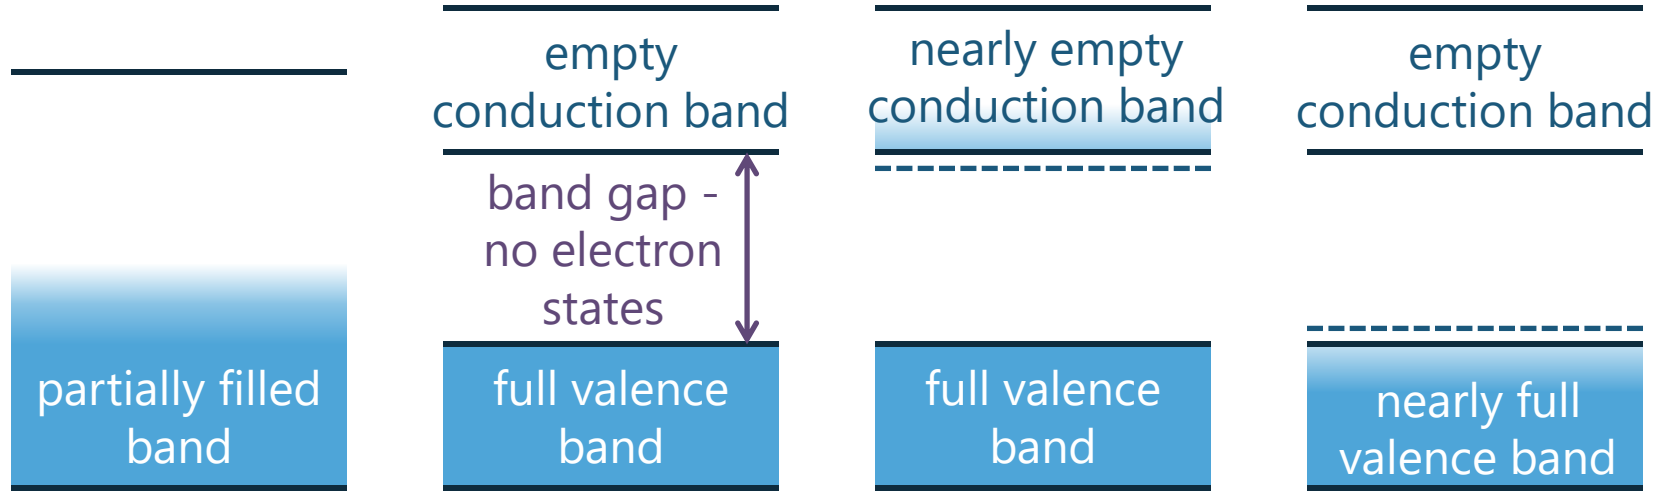 partially filled
band
empty
conduction band
band gap -
no electron
states
full valence
band
nearly empty
conduction band
full valence
band
empty
conduction band
nearly full
valence band